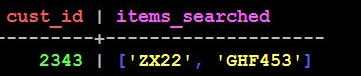 cust_id | items_searched
---------+--------------------
2343 | ['ZX22', 'GHF453']